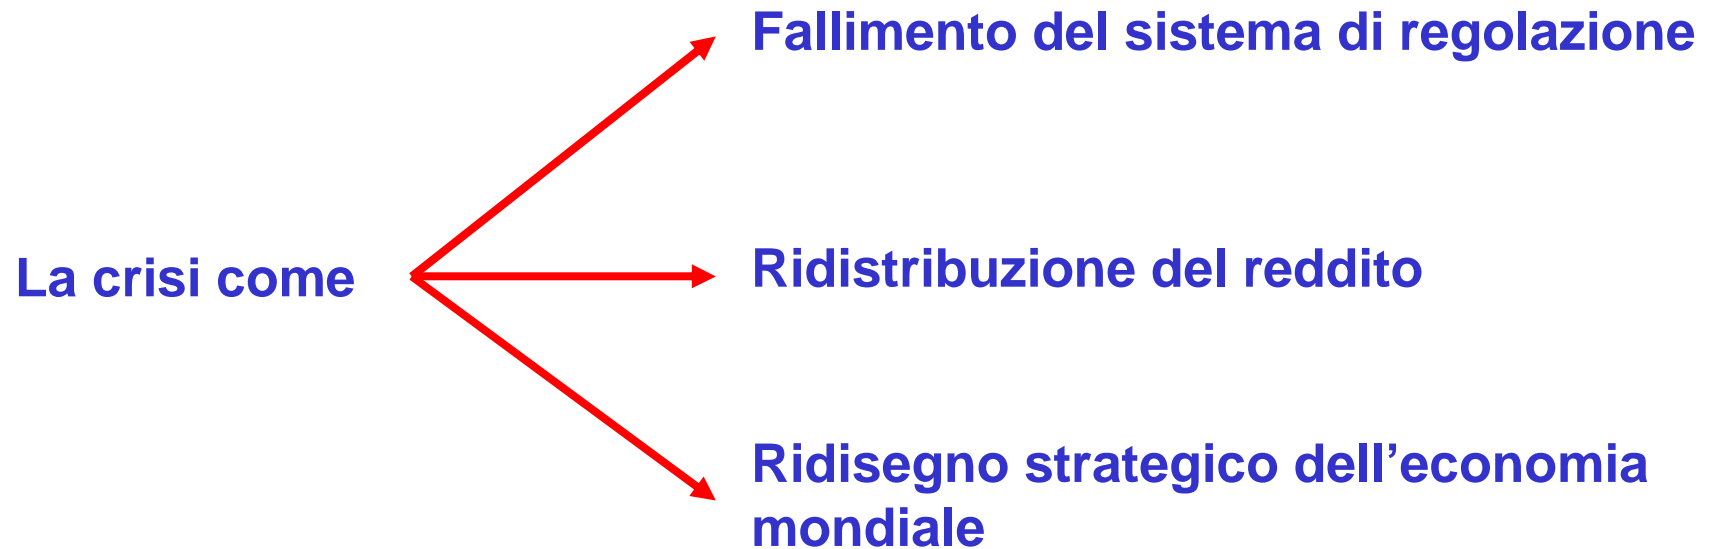 Fallimento del sistema di regolazione
La crisi come
Ridistribuzione del reddito
Ridisegno strategico dell’economia
mondiale